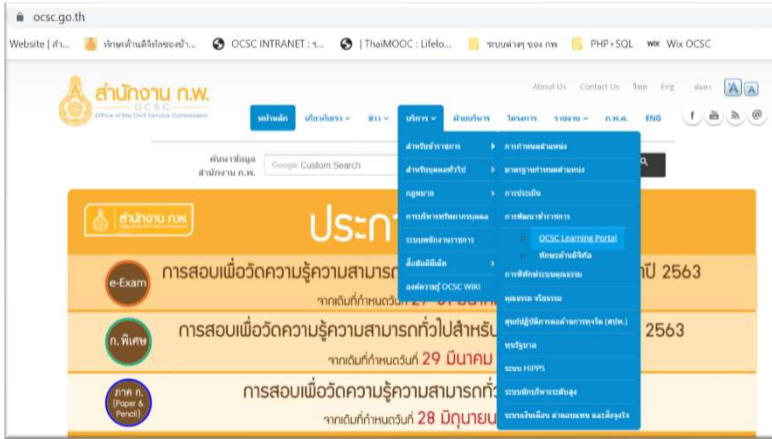 ocsc.go.th
Website | สำ...
ทักษะด้านดิจิทัลของข้า...
OCSC INTRANET : ร...
| ThaiMOOC : Lifelo...
ระบบต่างๆ ของ กพ
PHP+SQL
WIX Wix OCSC
About Us Contact Us ไทย Eng ค้นหา A A
สำนักงาน ก.พ.
OCSC
Office of the Civil Service Commission
หน้าหลัก เกี่ยวกับเรา ข่าว บริการ ฝ่ายบริหาร โครงการ รายงาน ก.พ.ค. ENG
ค้นหาข้อมูล
สำนักงาน ก.พ.
Google Custom Search
สำหรับข้าราชการ
สำหรับบุคคลทั่วไป
กฎหมาย
การบริหารทรัพยากรบุคคล
ระบบพนักงานราชการ
สื่อมัลติมีเดีย
องค์ความรู้ OCSC WIKI
การกำหนดตำแหน่ง
มาตรฐานกำหนดตำแหน่ง
การประเมิน
การพัฒนาข้าราชการ
OCSC Learning Portal
ทักษะด้านดิจิทัล
การพิทักษ์ระบบคุณธรรม
คุณธรรม จริยธรรม
ศูนย์ปฏิบัติการต่อต้านการทุจริต (ศปท.)
ทุนรัฐบาล
ระบบ HiPPS
ระบบนักบริหารระดับสูง
ระบบเงินเดือน ค่าตอบแทน และสิ่งจูงใจ
สำนักงาน ก.พ.
e-Exam
การสอบเพื่อวัดความรู้ความสามารถ
ปี 2563
จากเดิมที่กำหนดวันที่
ก. พิเศษ
การสอบเพื่อวัดความรู้ความสามารถทั่วไปสำหรับ
2563
จากเดิมที่กำหนดวันที่ 29 มีนาคม
ภาค ก.
(Paper &
Pencil)
การสอบเพื่อวัดความรู้ความสามารถทั่ว
จากเดิมที่กำหนดวันที่ 28 มิถุนายน